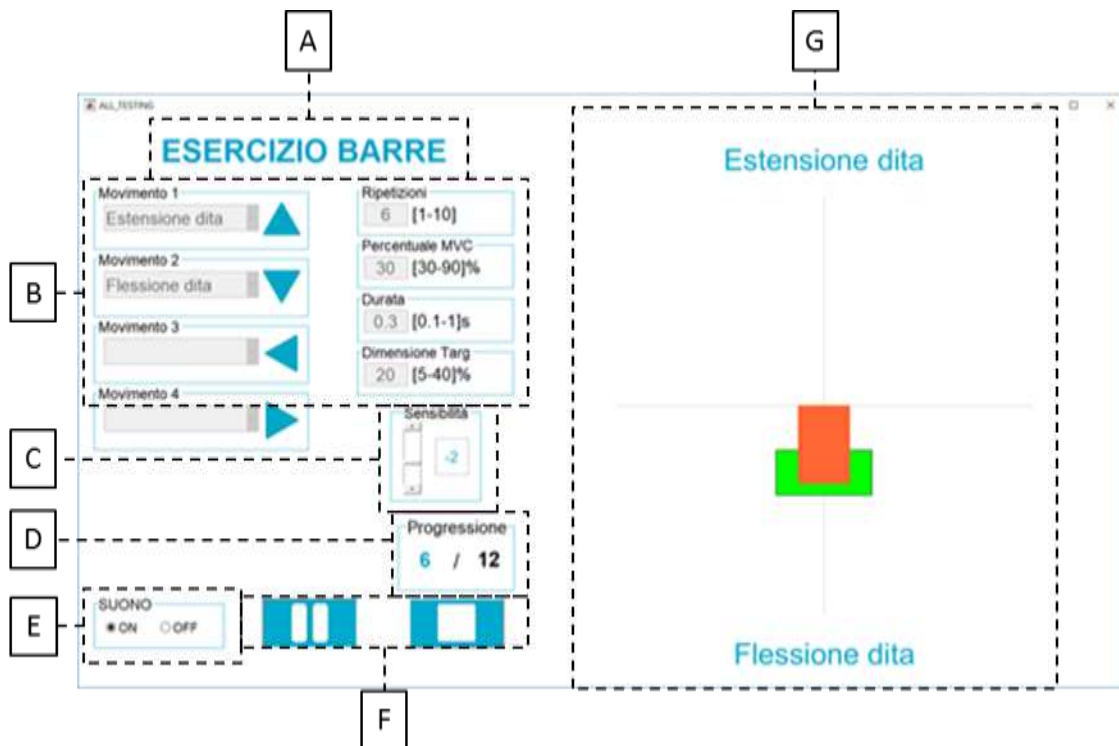 A
G
ALL_TESTING
ESERCIZIO BARRE
Estensione dita
Movimento 1
Estensione dita
Ripetizioni
6 [1-10]
B
Movimento 2
Flessione dita
Percentuale MVC
30 [30-90]%
Movimento 3
Durata
0.3 [0.1-1]s
Movimento 4
Dimensione Targ
20 [5-40]%
C
Sensibilità
-2
D
Progressione
6 / 12
E
SUONO
ON OFF
Flessione dita
F